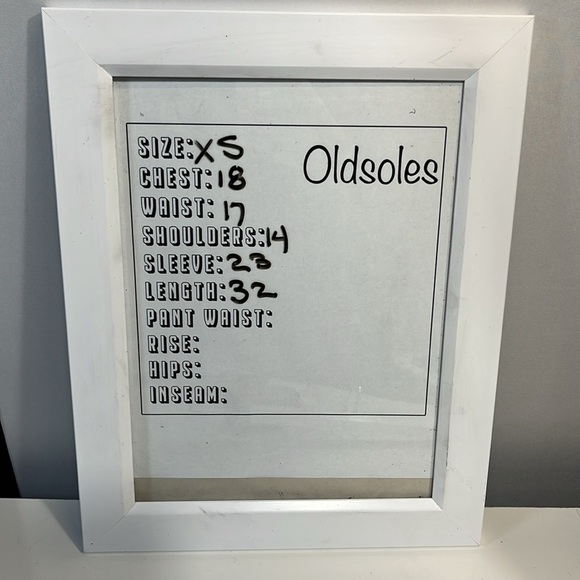 SIZE: XS
Oldsoles
CHEST: 18
WAIST: 17
SHOULDERS: 14
SLEEVE: 23
LENGTH: 32
PANT WAIST:
RISE:
HIPS:
INSEAM: